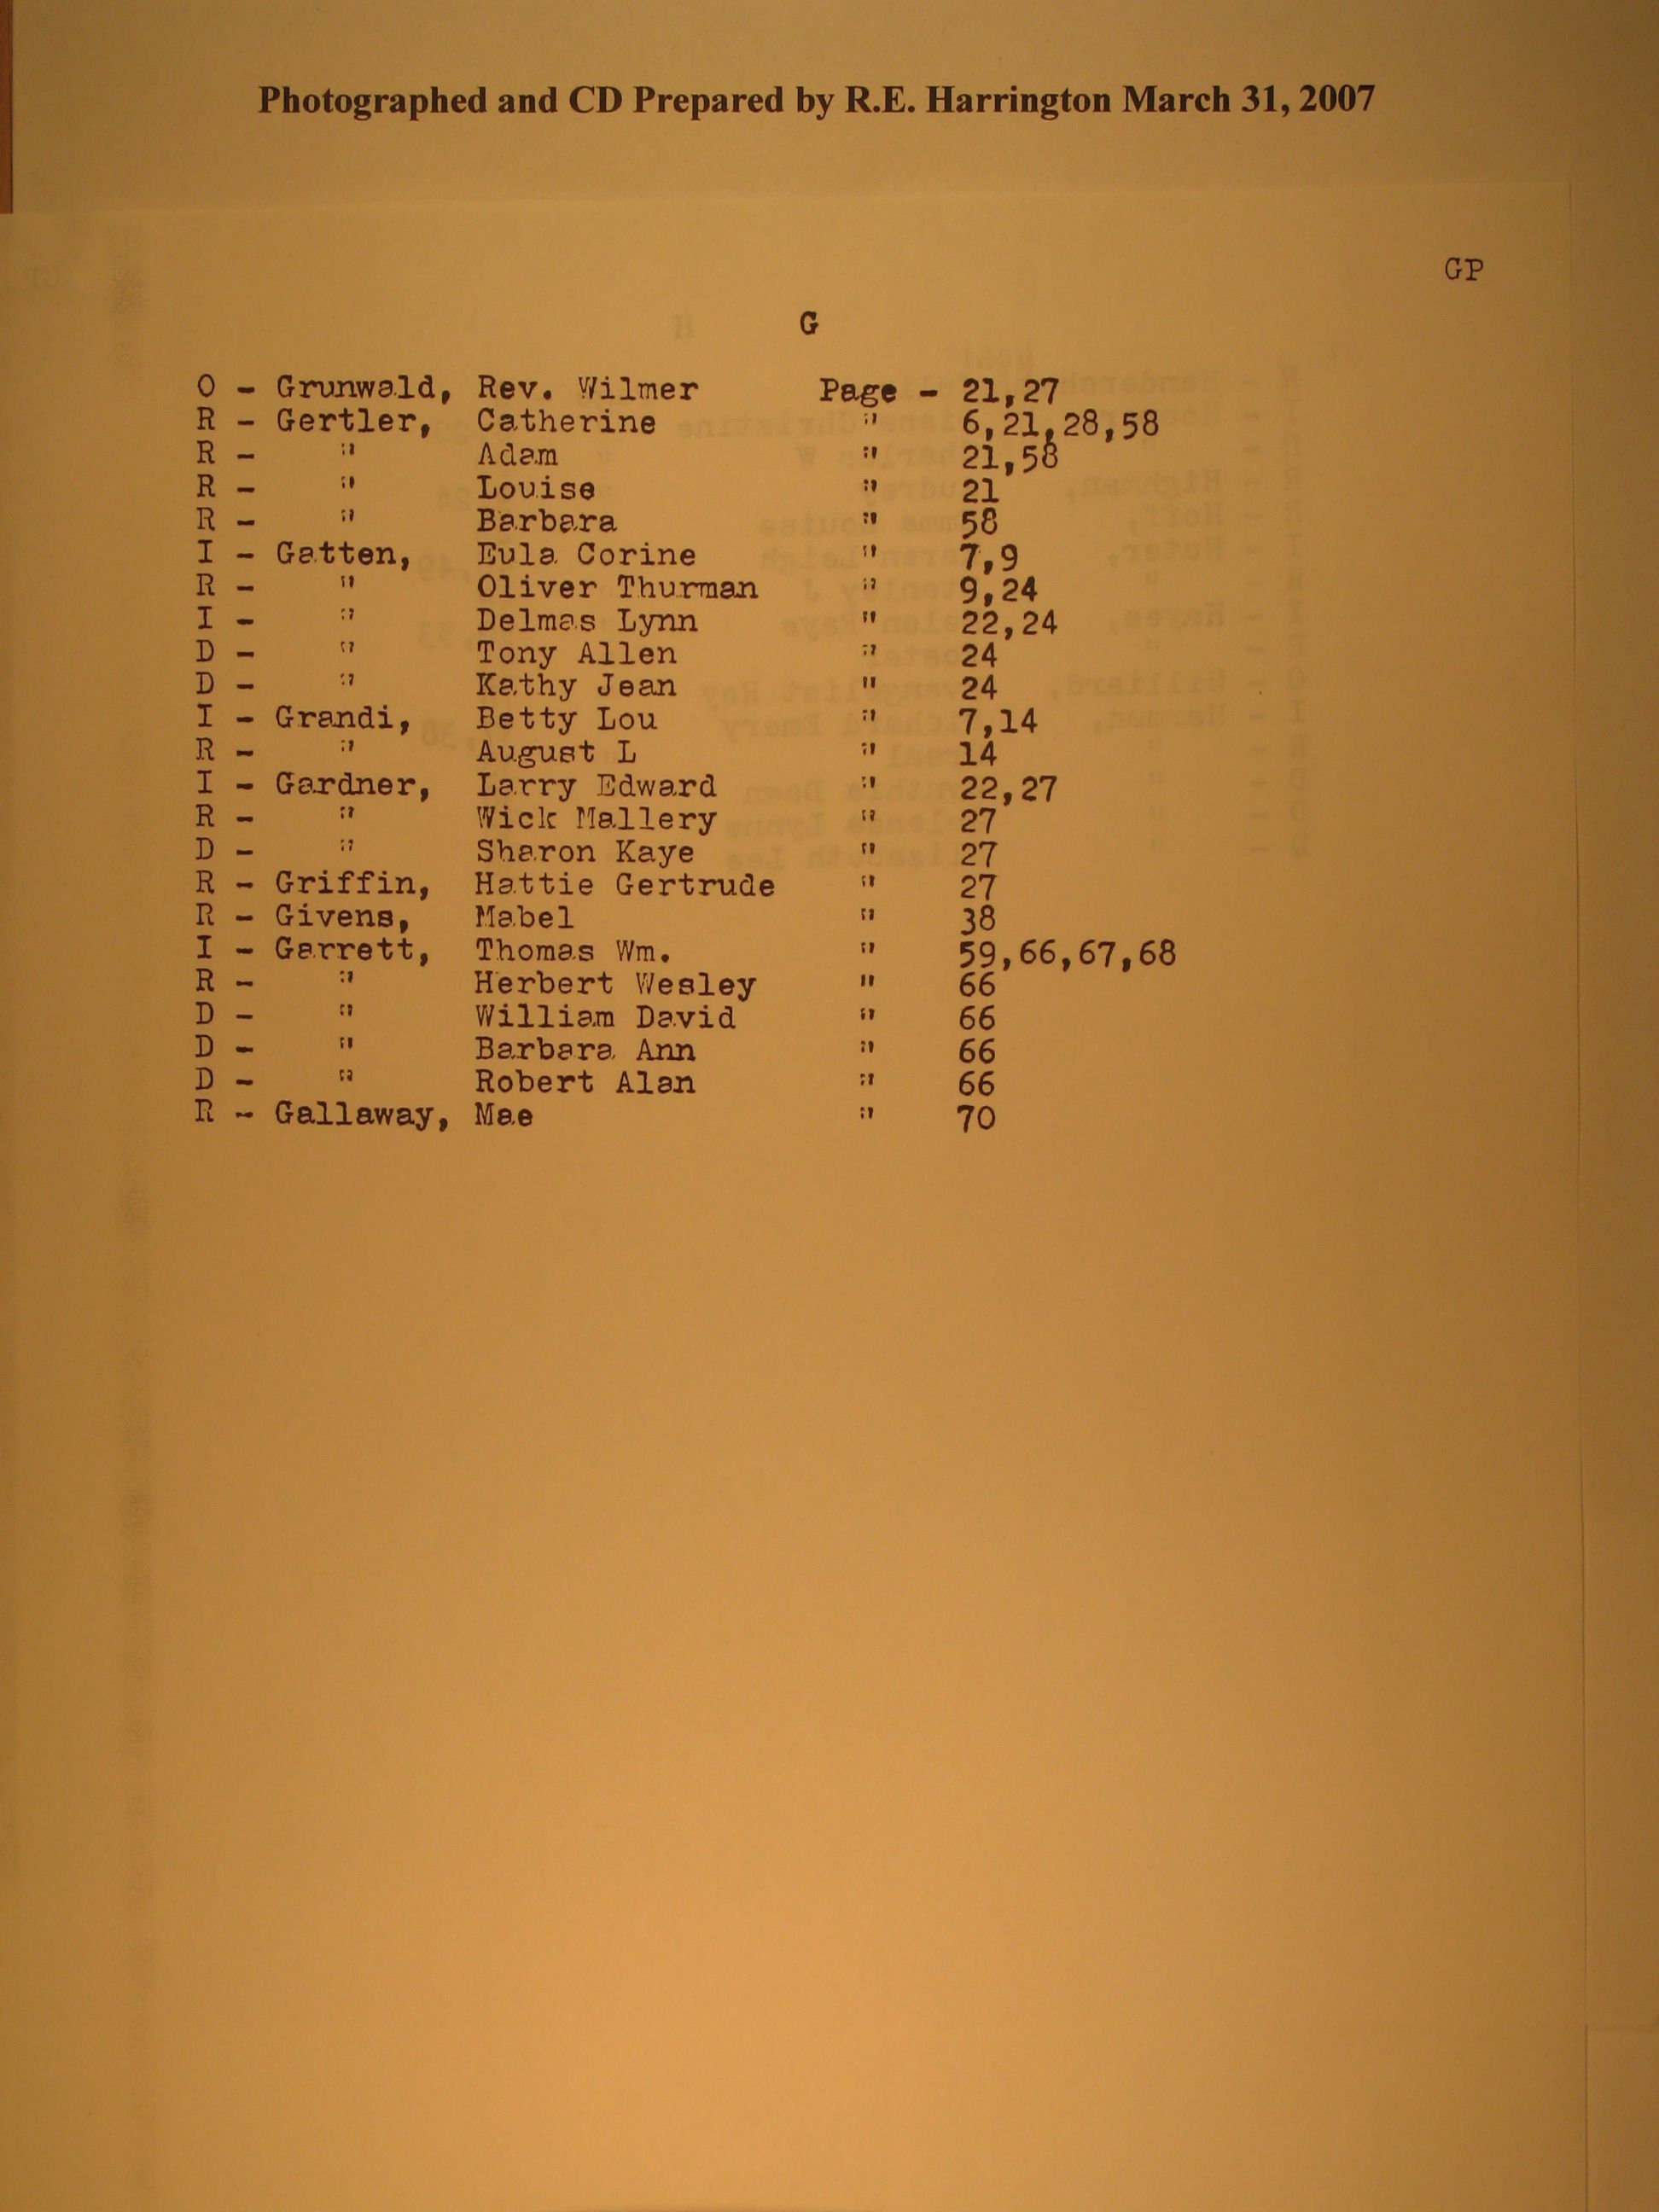 Photographed and CD Prepared by R.E. Harrington March 31, 2007
GP
G
O - Grunwald, Rev. Wilmer Page - 21,27
R - Gertler, Catherine " 6,21,28,58
R - " Adam " 21,58
R - " Louise " 21
R - " Barbara " 58
I - Gatten, Eula Corine " 7,9
R - " Oliver Thurman " 9,24
I - " Delmas Lynn " 22,24
D - " Tony Allen " 24
D - " Kathy Jean " 24
I - Grandi, Betty Lou " 7,14
R - " August L " 14
I - Gardner, Larry Edward " 22,27
R - " Wick Mallery " 27
D - " Sharon Kaye " 27
R - Griffin, Hattie Gertrude " 27
R - Givens, Mabel " 38
I - Garrett, Thomas Wm. " 59,66,67,68
R - " Herbert Wesley " 66
D - " William David " 66
D - " Barbara Ann " 66
D - " Robert Alan " 66
R - Gallaway, Mae " 70